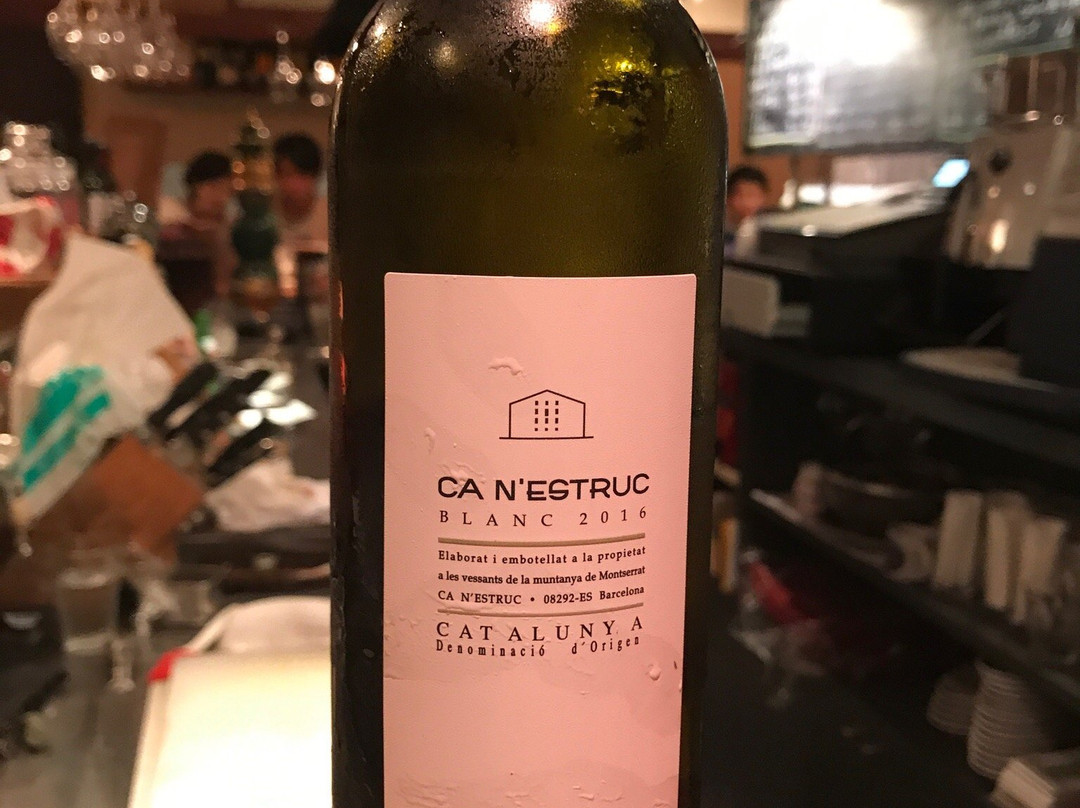 CA N'ESTRUC
BLANC 2016
Elaborat i embotellat a la propietat
a les vessants de la muntanya de Montserrat
CA N'ESTRUC • 08292-ES Barcelona
CATALUNYA
Denominació d'Origen